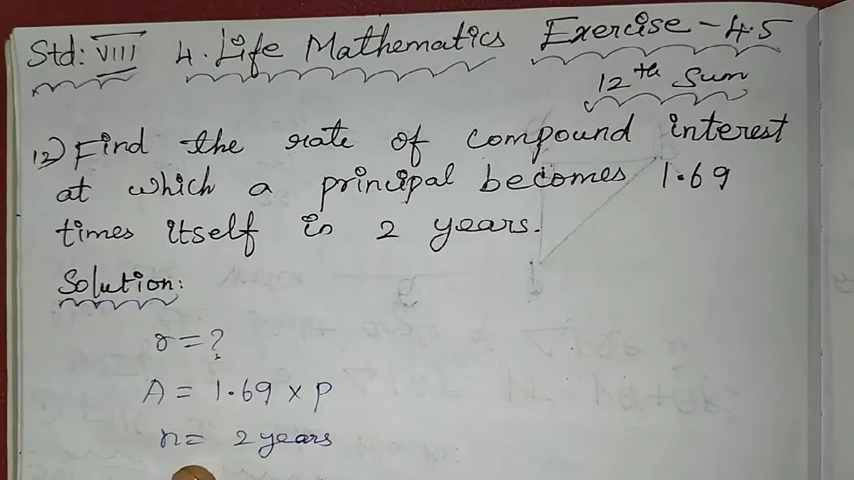 Std: VIII 4. Life Mathematics Exercise - 4.5
12th Sum
12) Find the rate of compound interest
at which a principal becomes 1.69
times itself in 2 years.
Solution:
r = ?
A = 1.69 x P
n = 2 years